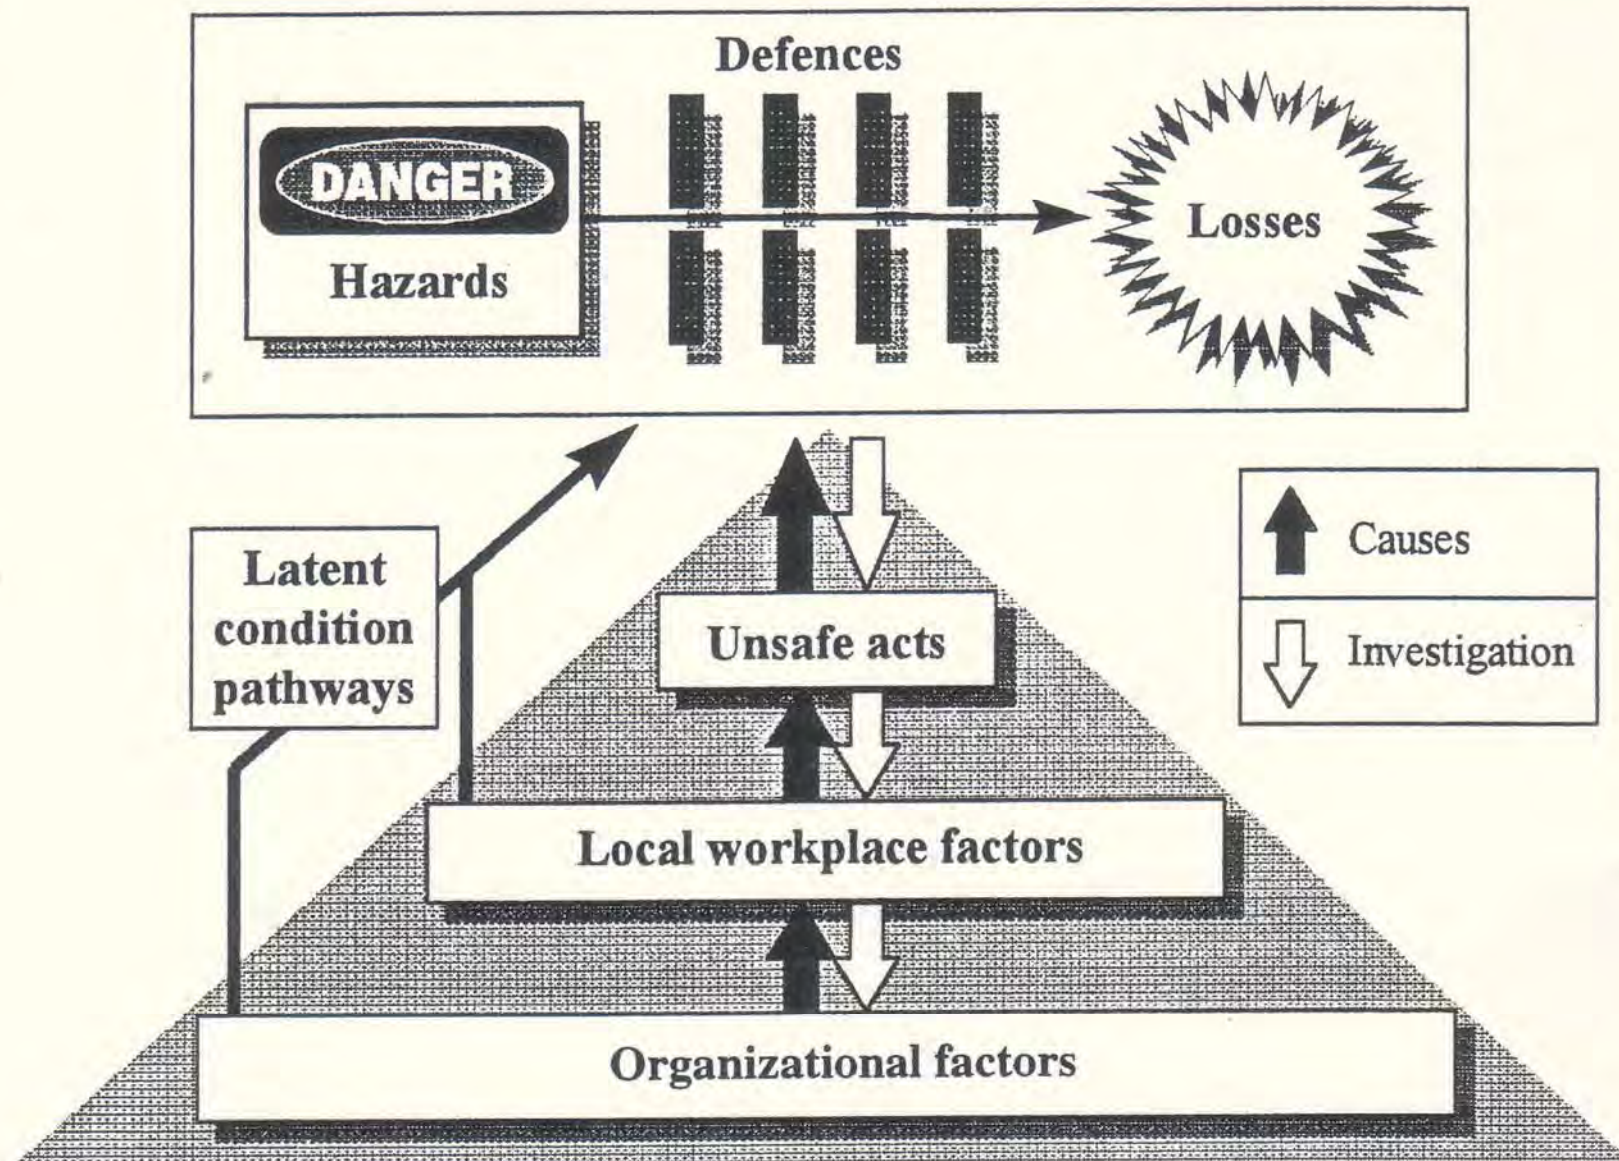 Defences
DANGER
Hazards
Losses
Latent
condition
pathways
Causes
Investigation
Unsafe acts
Local workplace factors
Organizational factors